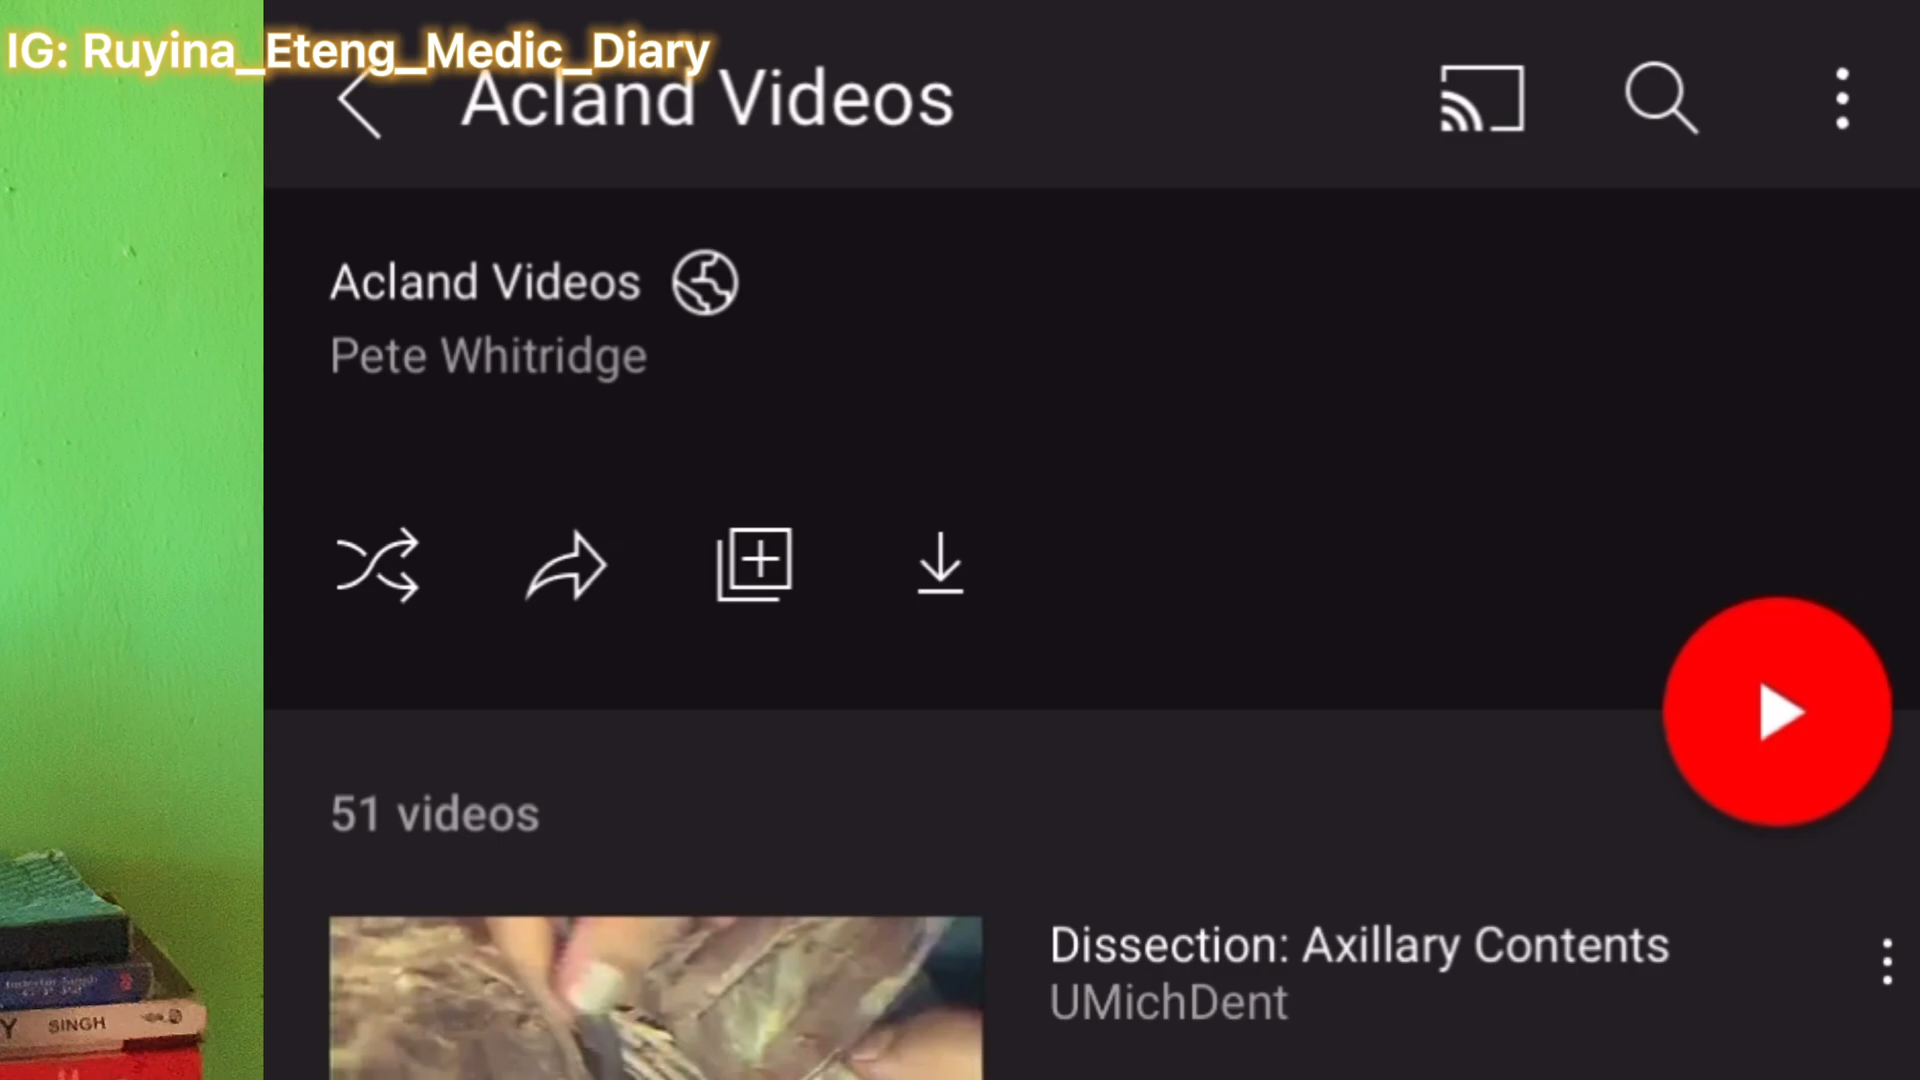 IG: Ruyina_Eteng_Medic_Diary
Acland Videos
Acland Videos
Pete Whitridge
51 videos
Dissection: Axillary Contents
UMichDent
Y SINGH